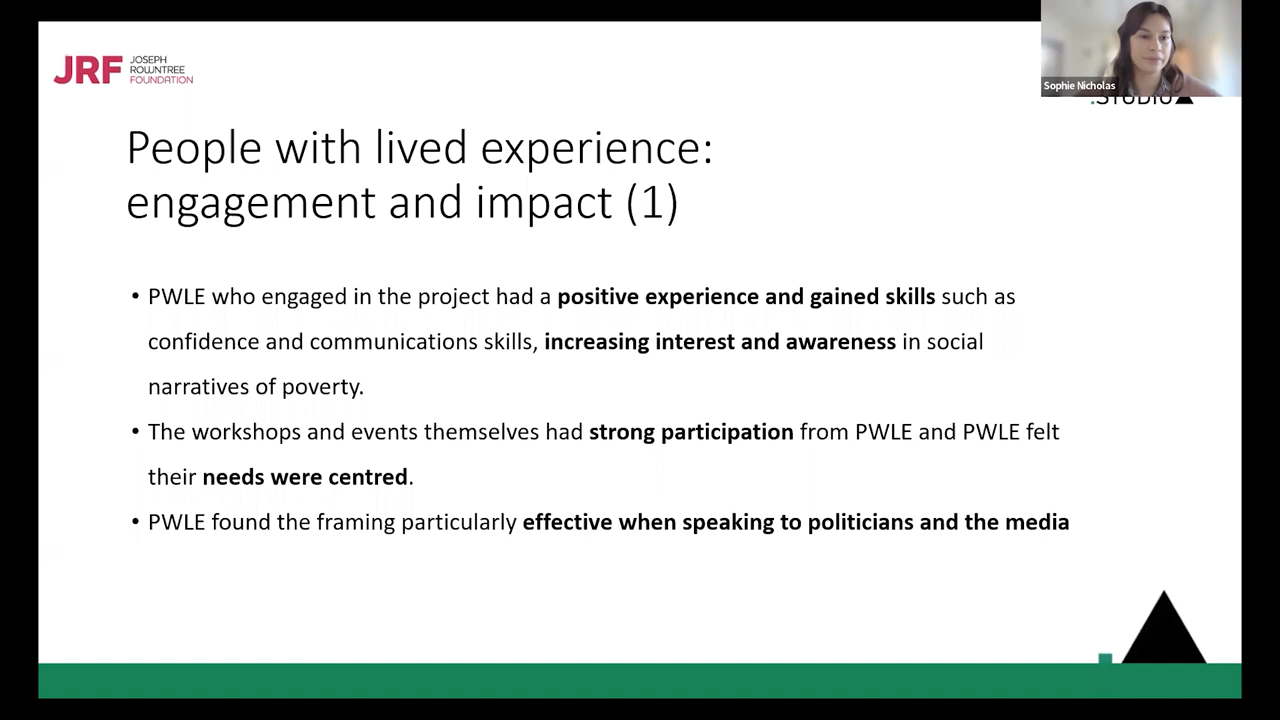 JRF JOSEPH
ROWNTREE
FOUNDATION
Sophie Nicholas
.STUDIO
People with lived experience:
engagement and impact (1)
• PWLE who engaged in the project had a positive experience and gained skills such as
confidence and communications skills, increasing interest and awareness in social
narratives of poverty.
• The workshops and events themselves had strong participation from PWLE and PWLE felt
their needs were centred.
• PWLE found the framing particularly effective when speaking to politicians and the media